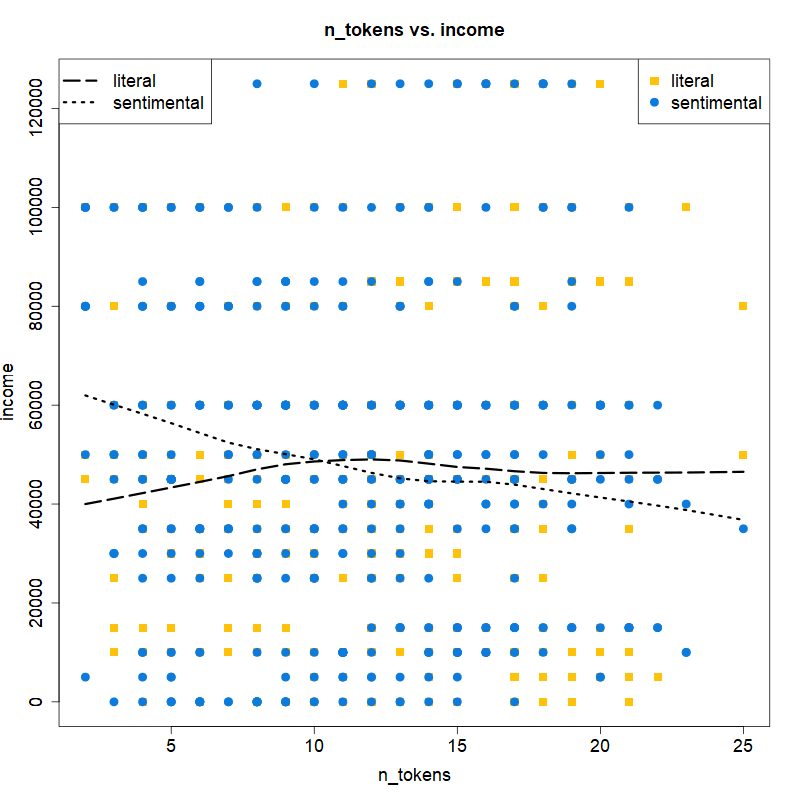 n_tokens vs. income
literal
sentimental
literal
sentimental
income
120000
100000
80000
60000
40000
20000
0
5 10 15 20 25
n_tokens